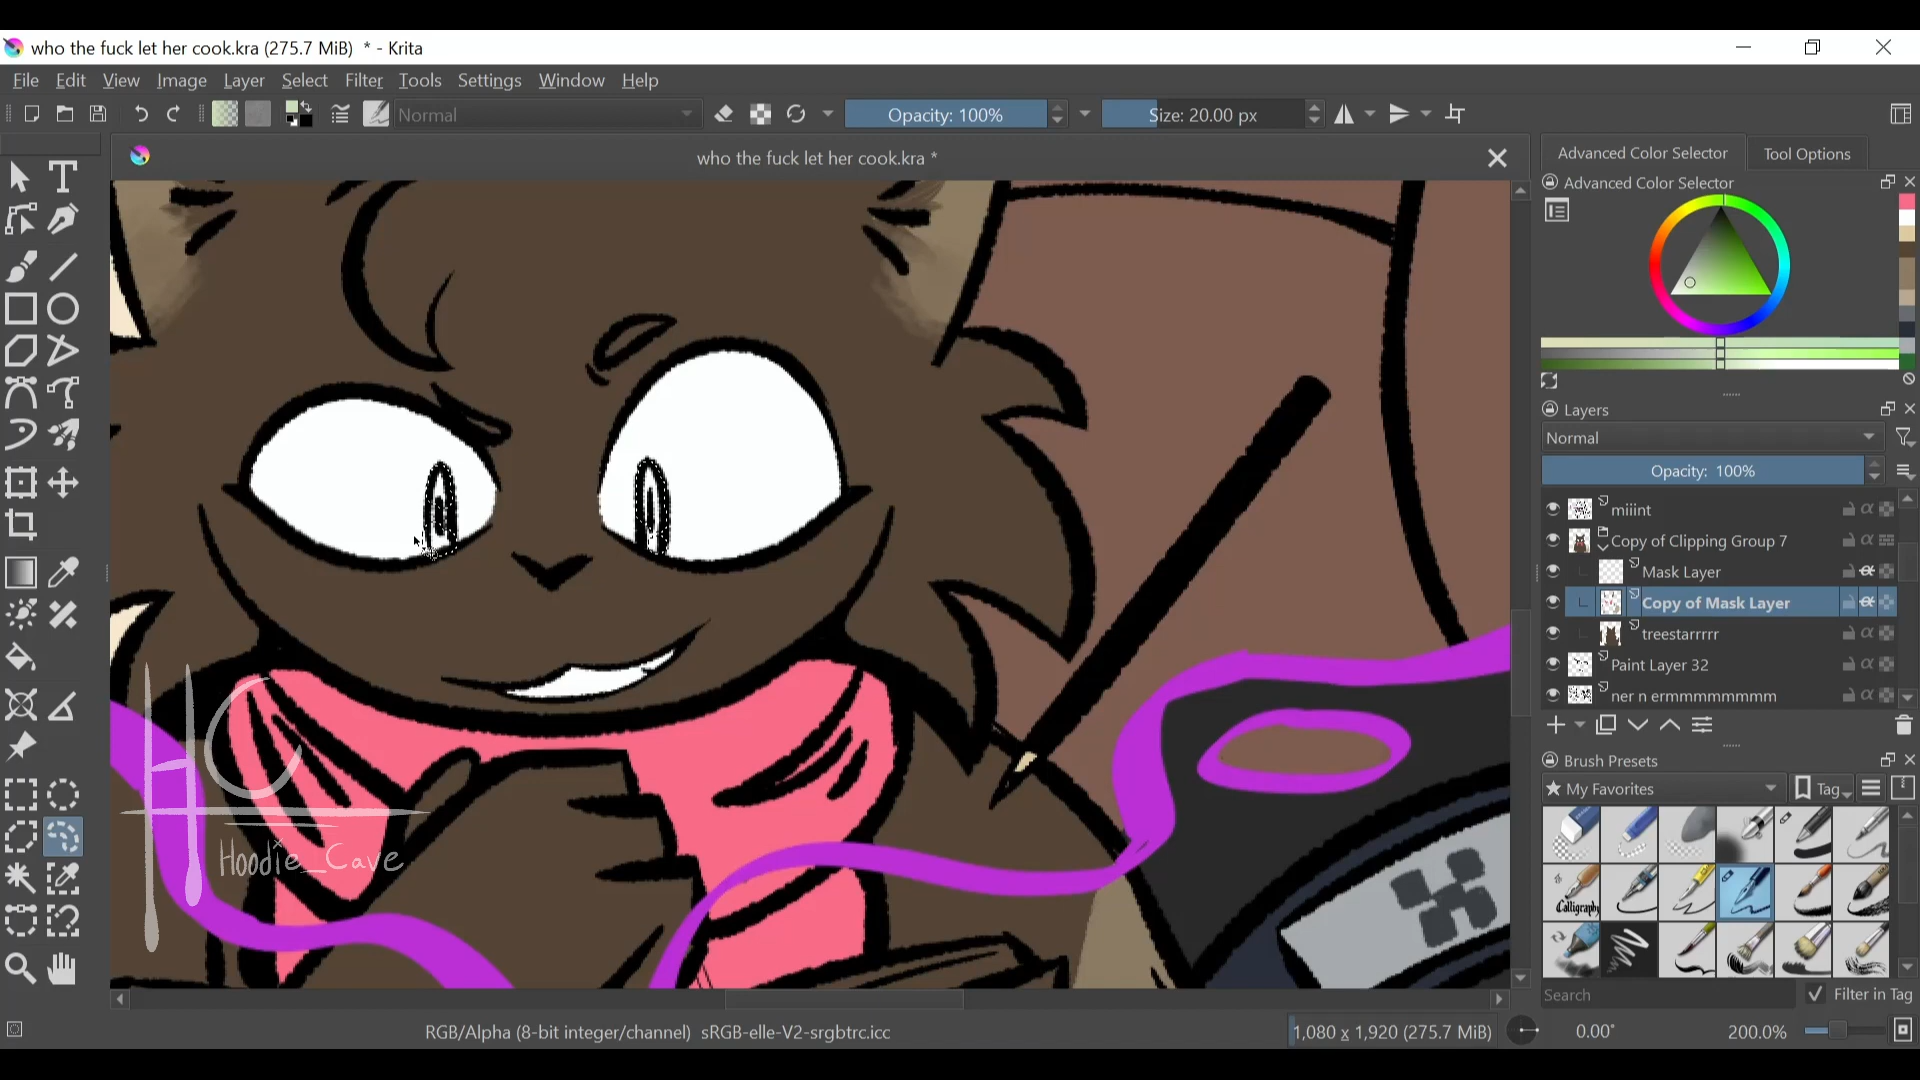 who the fuck let her cook.kra (275.7 MiB) * - Krita
File Edit View Image Layer Select Filter Tools Settings Window Help
Normal
Opacity: 100%
Size: 20.00 px
who the fuck let her cook.kra *
Advanced Color Selector
Tool Options
Advanced Color Selector
Layers
Normal
Opacity: 100%
miiint
Copy of Clipping Group 7
Mask Layer
Copy of Mask Layer
treestarrrrr
Paint Layer 32
ner n ermmmmmmmm
Brush Presets
My Favorites
Tag
Calligraphy
HC
Hoodie_Cave
Search
Filter in Tag
RGB/Alpha (8-bit integer/channel) sRGB-elle-V2-srgbtrc.icc
1,080 x 1,920 (275.7 MiB)
0.00°
200.0%